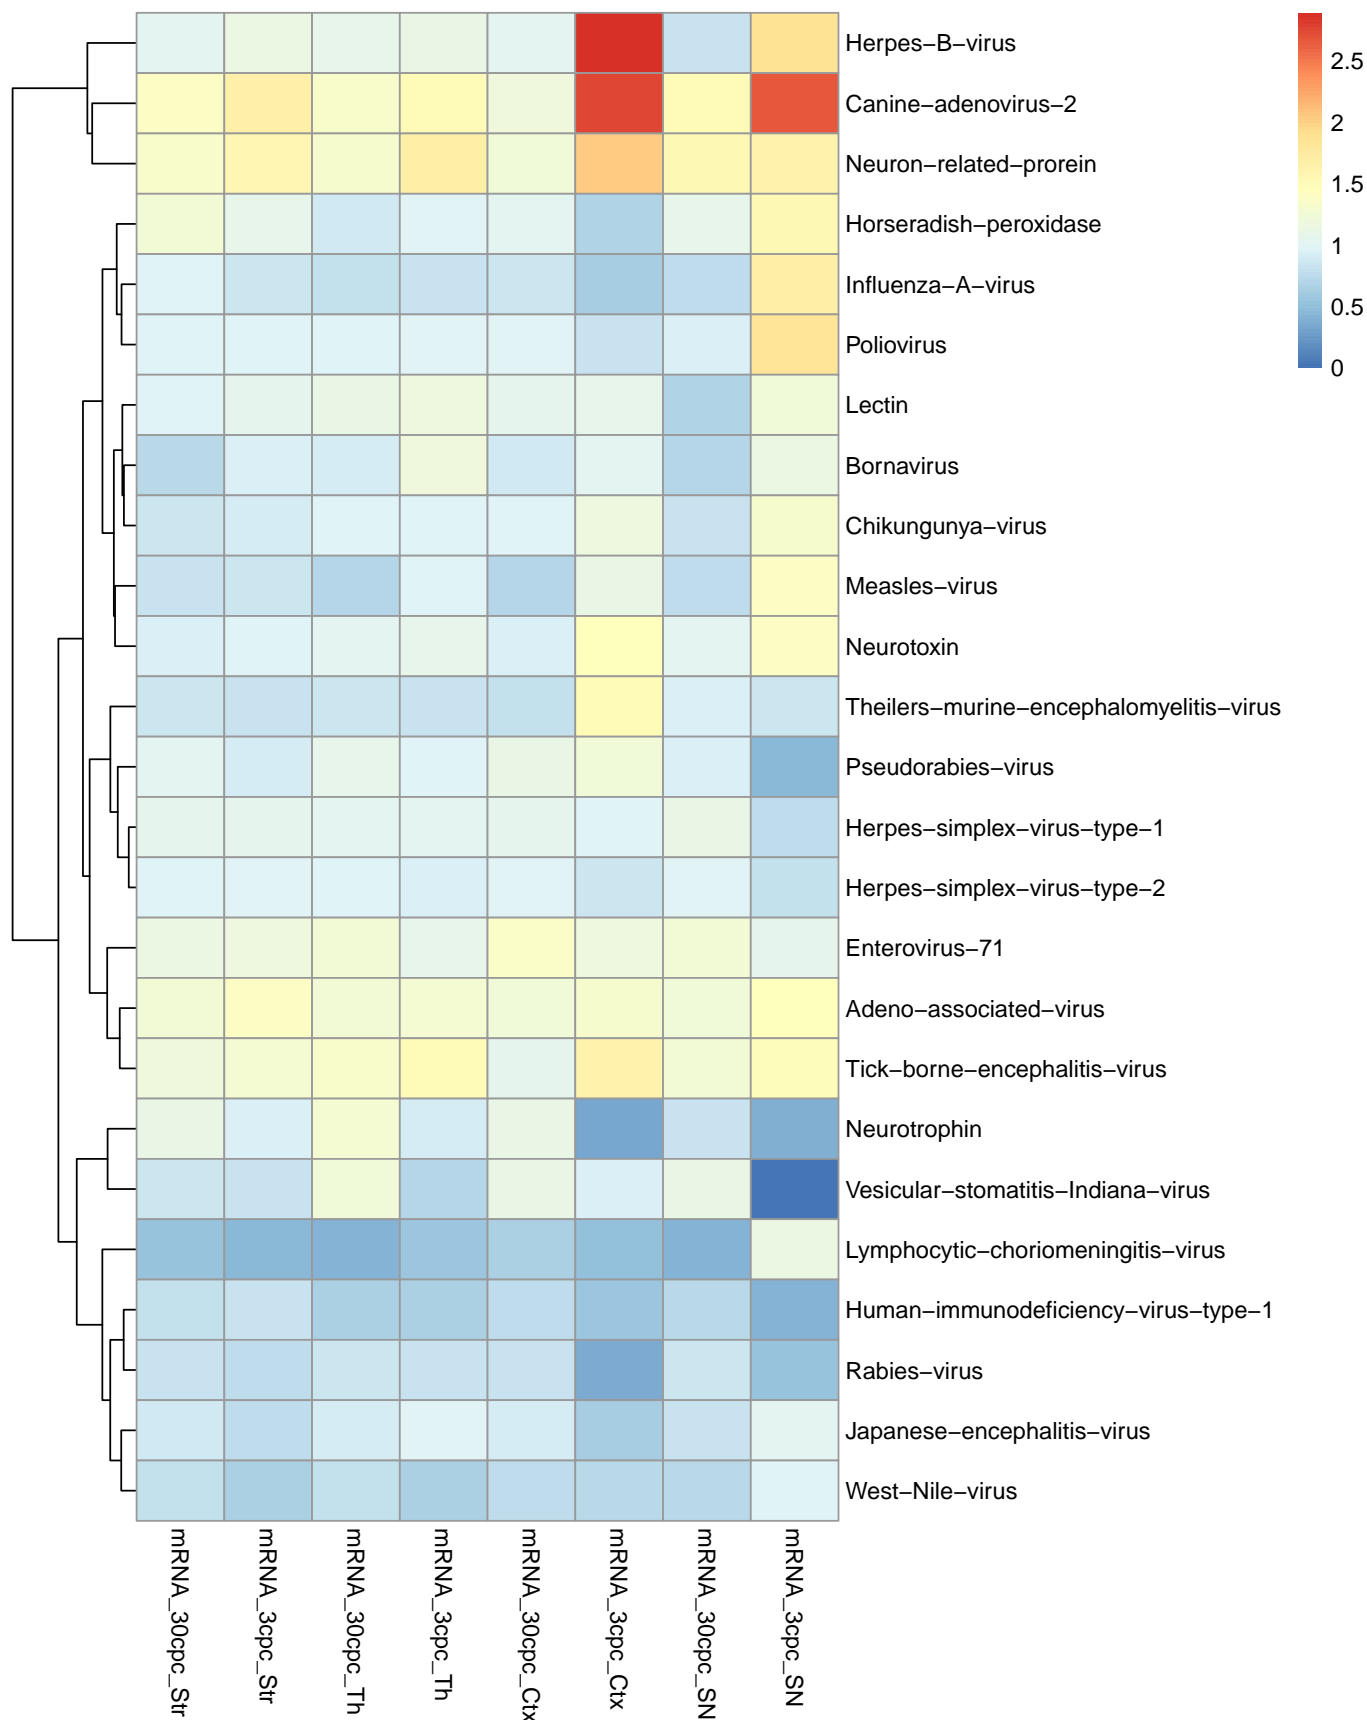 Herpes−B−virus
Canine−adenovirus−2
Neuron−related−prorein
Horseradish−peroxidase
Influenza−A−virus
Poliovirus
Lectin
Bornavirus
Chikungunya−virus
Measles−virus
Neurotoxin
Theilers−murine−encephalomyelitis−virus
Pseudorabies−virus
Herpes−simplex−virus−type−1
Herpes−simplex−virus−type−2
Enterovirus−71
Adeno−associated−virus
Tick−borne−encephalitis−virus
Neurotrophin
Vesicular−stomatitis−Indiana−virus
Lymphocytic−choriomeningitis−virus
Human−immunodeficiency−virus−type−1
Rabies−virus
Japanese−encephalitis−virus
West−Nile−virus
2.5
2
1.5
1
0.5
0
mRNA_30cpc_Str
mRNA_3cpc_Str
mRNA_30cpc_Th
mRNA_3cpc_Th
mRNA_30cpc_Ctx
mRNA_3cpc_Ctx
mRNA_30cpc_SN
mRNA_3cpc_SN